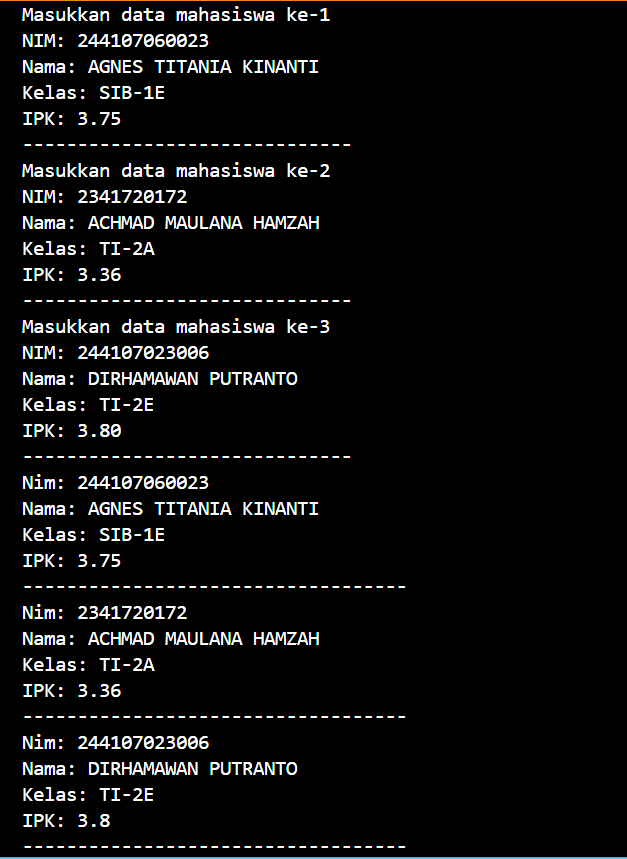 Masukkan data mahasiswa ke-1
NIM: 244107060023
Nama: AGNES TITANIA KINANTI
Kelas: SIB-1E
IPK: 3.75
------------------------------
Masukkan data mahasiswa ke-2
NIM: 2341720172
Nama: ACHMAD MAULANA HAMZAH
Kelas: TI-2A
IPK: 3.36
------------------------------
Masukkan data mahasiswa ke-3
NIM: 244107023006
Nama: DIRHAMAWAN PUTRANTO
Kelas: TI-2E
IPK: 3.80
------------------------------
Nim: 244107060023
Nama: AGNES TITANIA KINANTI
Kelas: SIB-1E
IPK: 3.75
-----------------------------------
Nim: 2341720172
Nama: ACHMAD MAULANA HAMZAH
Kelas: TI-2A
IPK: 3.36
-----------------------------------
Nim: 244107023006
Nama: DIRHAMAWAN PUTRANTO
Kelas: TI-2E
IPK: 3.8
-----------------------------------